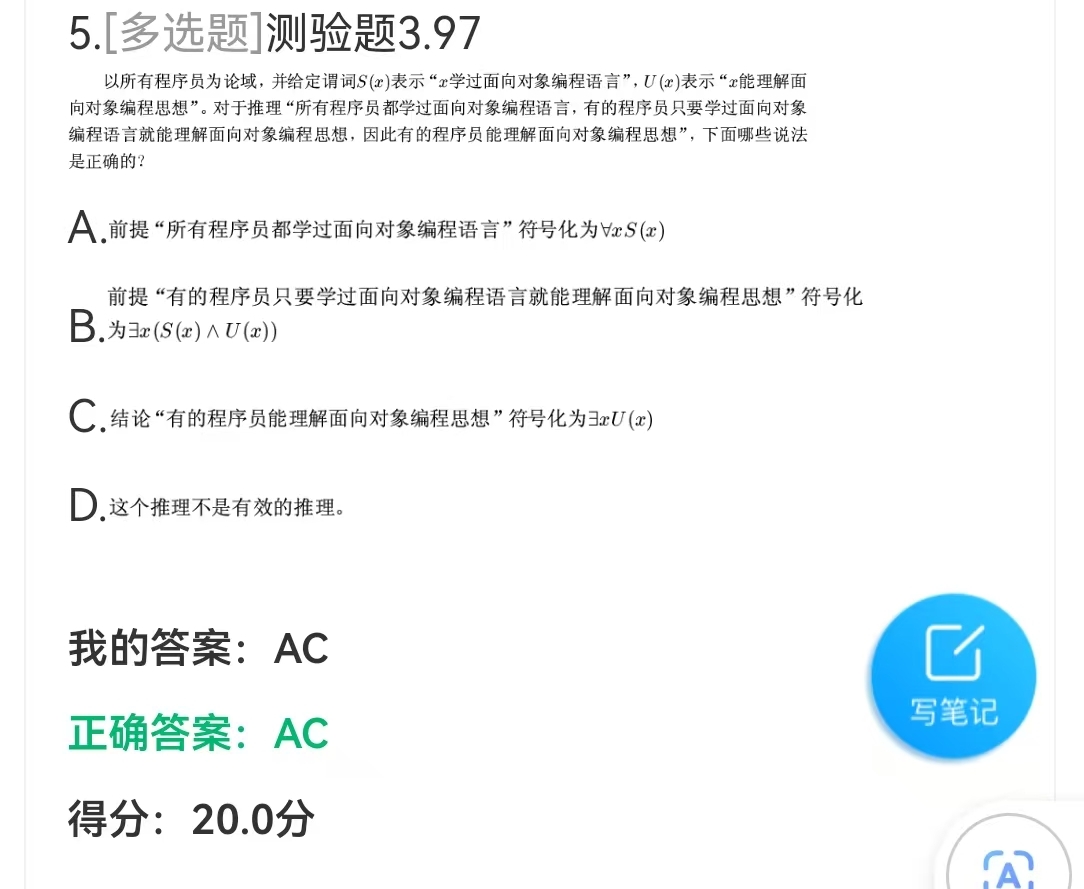 5.[多选题]测验题3.97
以所有程序员为论域，并给定谓词S(x)表示“x学过面向对象编程语言”，U(x)表示“x能理解面
向对象编程思想”。对于推理“所有程序员都学过面向对象编程语言，有的程序员只要学过面向对象
编程语言就能理解面向对象编程思想，因此有的程序员能理解面向对象编程思想”，下面哪些说法
是正确的？
A.前提“所有程序员都学过面向对象编程语言”符号化为∀xS(x)
前提“有的程序员只要学过面向对象编程语言就能理解面向对象编程思想”符号化
B.为∃x(S(x)∧U(x))
C.结论“有的程序员能理解面向对象编程思想”符号化为∃xU(x)
D.这个推理不是有效的推理。
我的答案：AC
写笔记
正确答案：AC
得分：20.0分
A